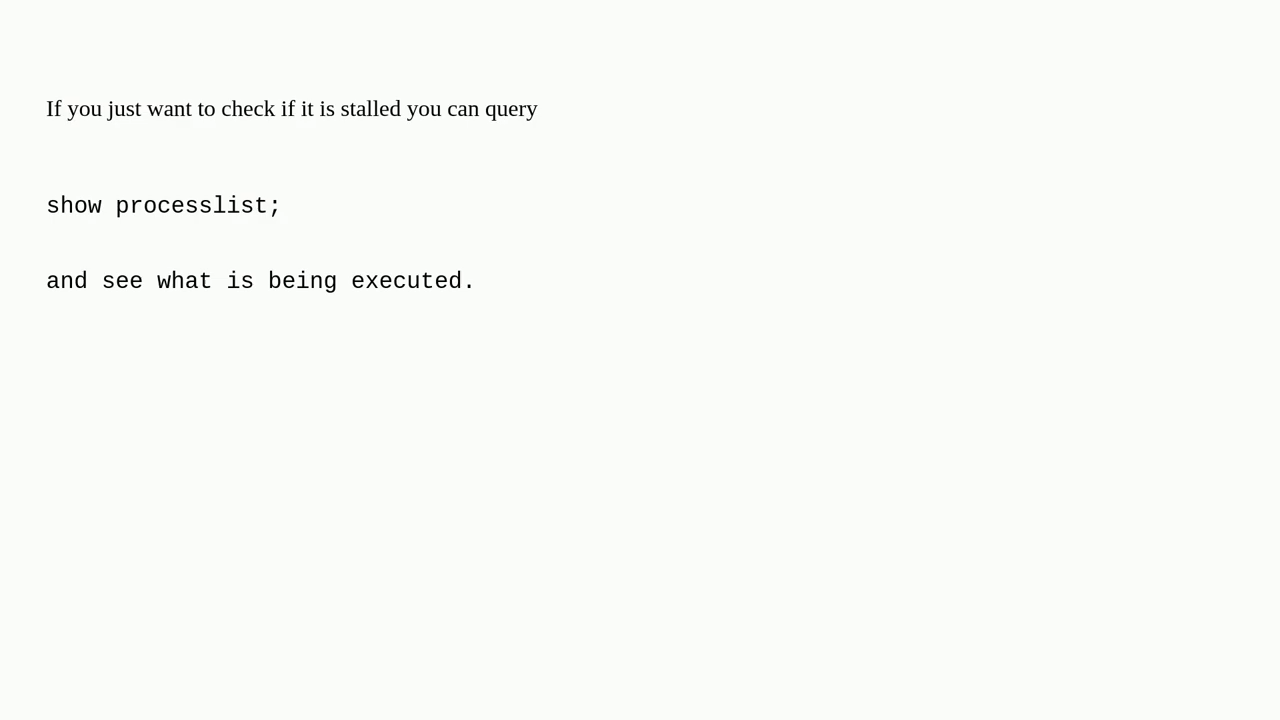 If you just want to check if it is stalled you can query
show processlist;
and see what is being executed.